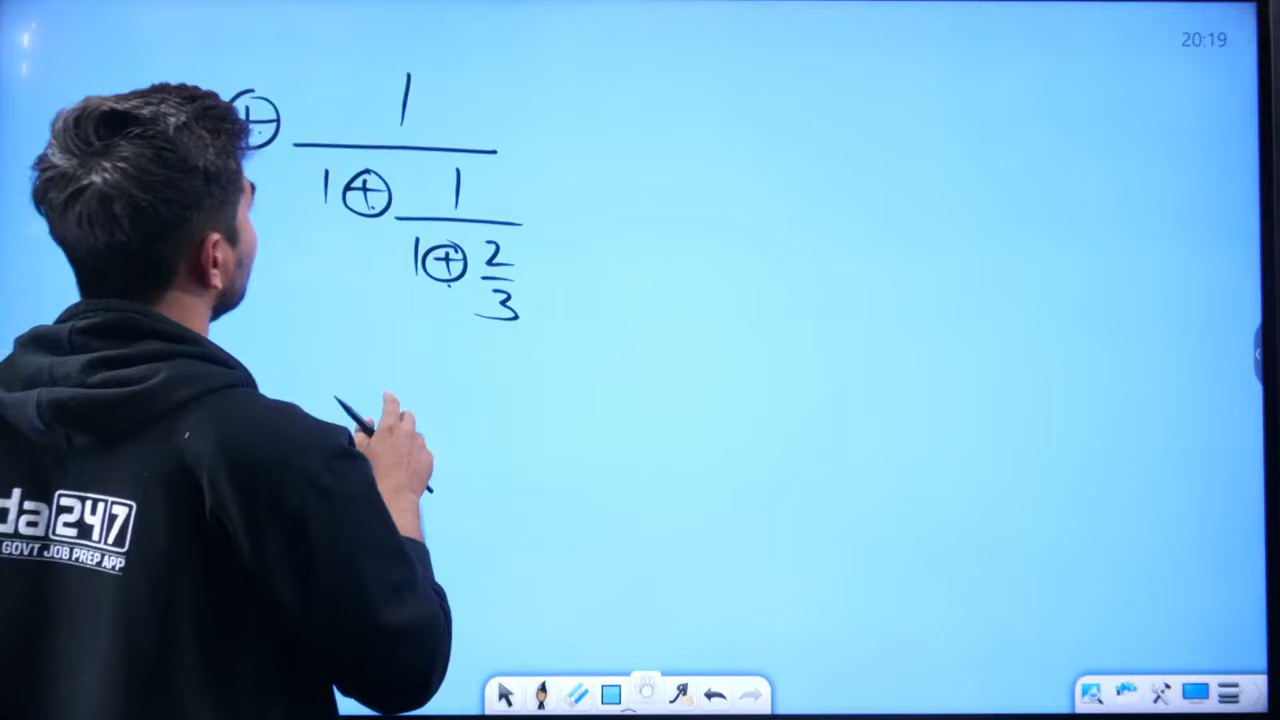 20:19
⊕ 1
1 ⊕ 1
1 ⊕ 2
3
da 247
GOVT JOB PREP APP